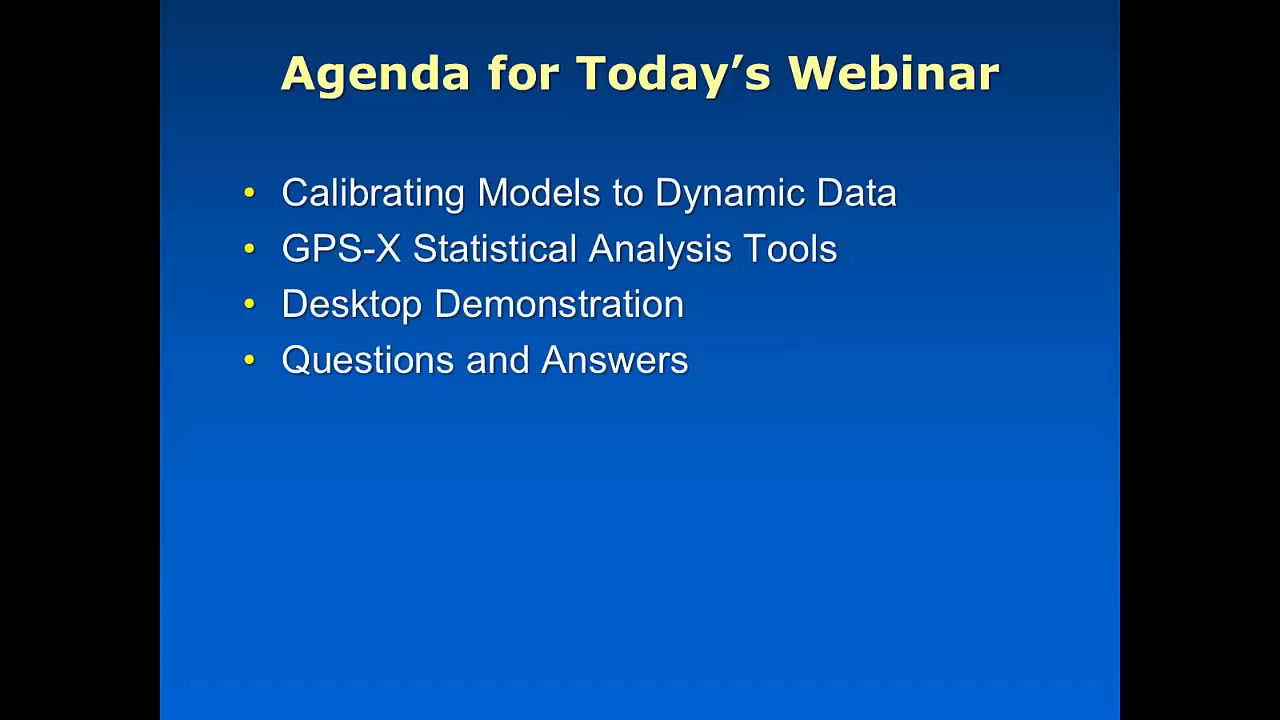 Agenda for Today’s Webinar
• Calibrating Models to Dynamic Data
• GPS-X Statistical Analysis Tools
• Desktop Demonstration
• Questions and Answers